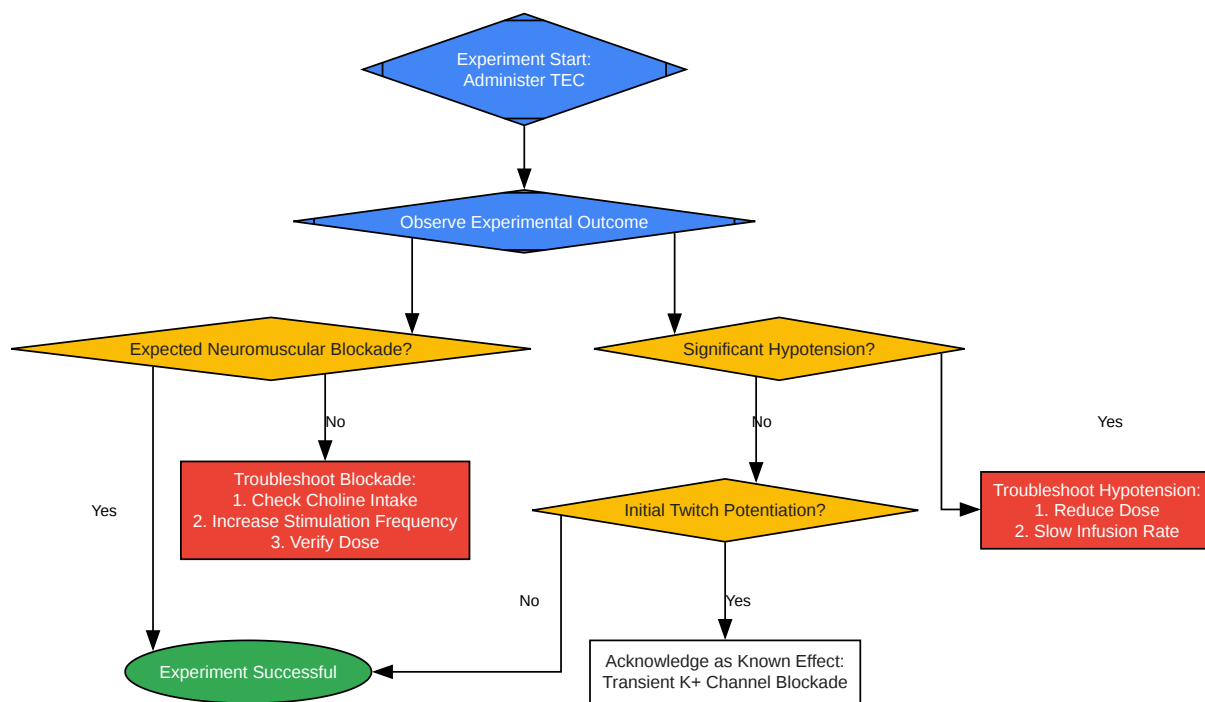 Experiment Start:
Administer TEC
Observe Experimental Outcome
Expected Neuromuscular Blockade?
Significant Hypotension?
No
No
Yes
Troubleshoot Blockade:
1. Check Choline Intake
2. Increase Stimulation Frequency
3. Verify Dose
Yes
Initial Twitch Potentiation?
Troubleshoot Hypotension:
1. Reduce Dose
2. Slow Infusion Rate
No
Yes
Experiment Successful
Acknowledge as Known Effect:
Transient K+ Channel Blockade